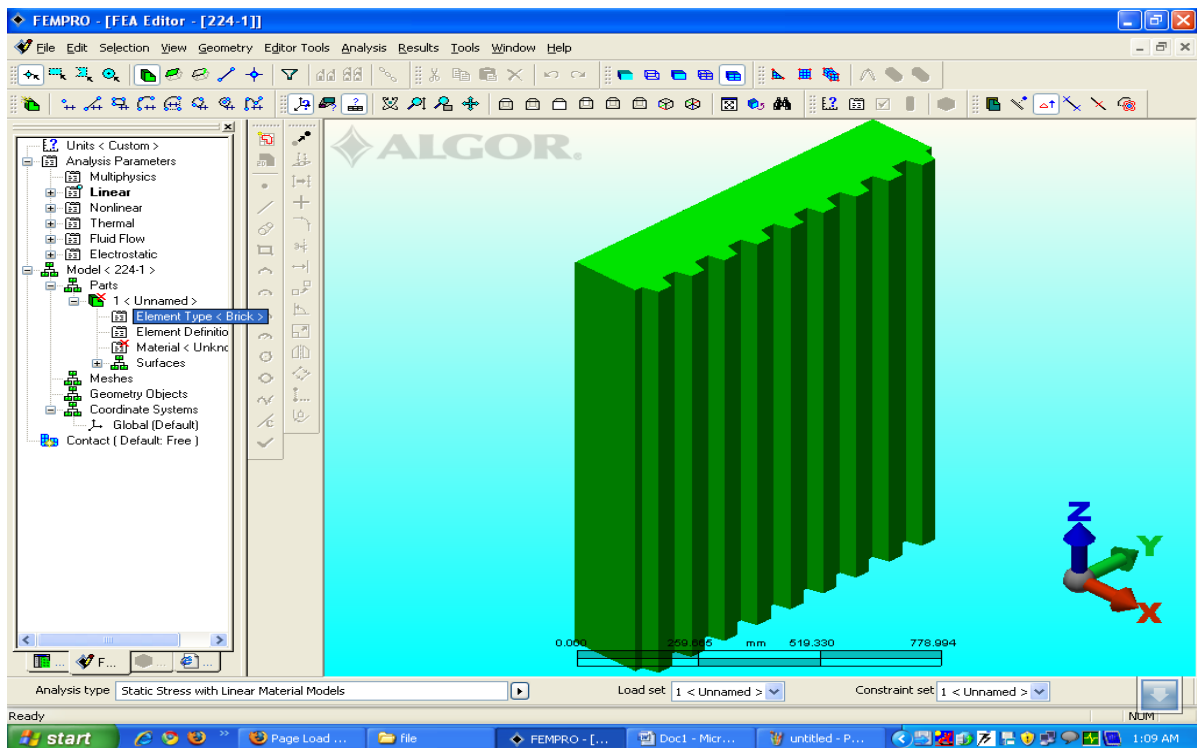 FEMPRO - [FEA Editor - [224-1]]
File Edit Selection View Geometry Editor Tools Analysis Results Tools Window Help
ALGOR.
Units < Custom >
Analysis Parameters
Multiphysics
Linear
Nonlinear
Thermal
Fluid Flow
Electrostatic
Model < 224-1 >
Parts
1 < Unnamed >
Element Type < Brick >
Element Definitio
Material < Unknc
Surfaces
Meshes
Geometry Objects
Coordinate Systems
Global (Default)
Contact ( Default: Free )
F...
Z
Y
X
0.000 mm 519.330 778.994
Analysis type Static Stress with Linear Material Models Load set 1 < Unnamed > Constraint set 1 < Unnamed >
Ready NUM
start Page Load ... file FEMPRO - [... Doc1 - Micr... untitled - P... 1:09 AM